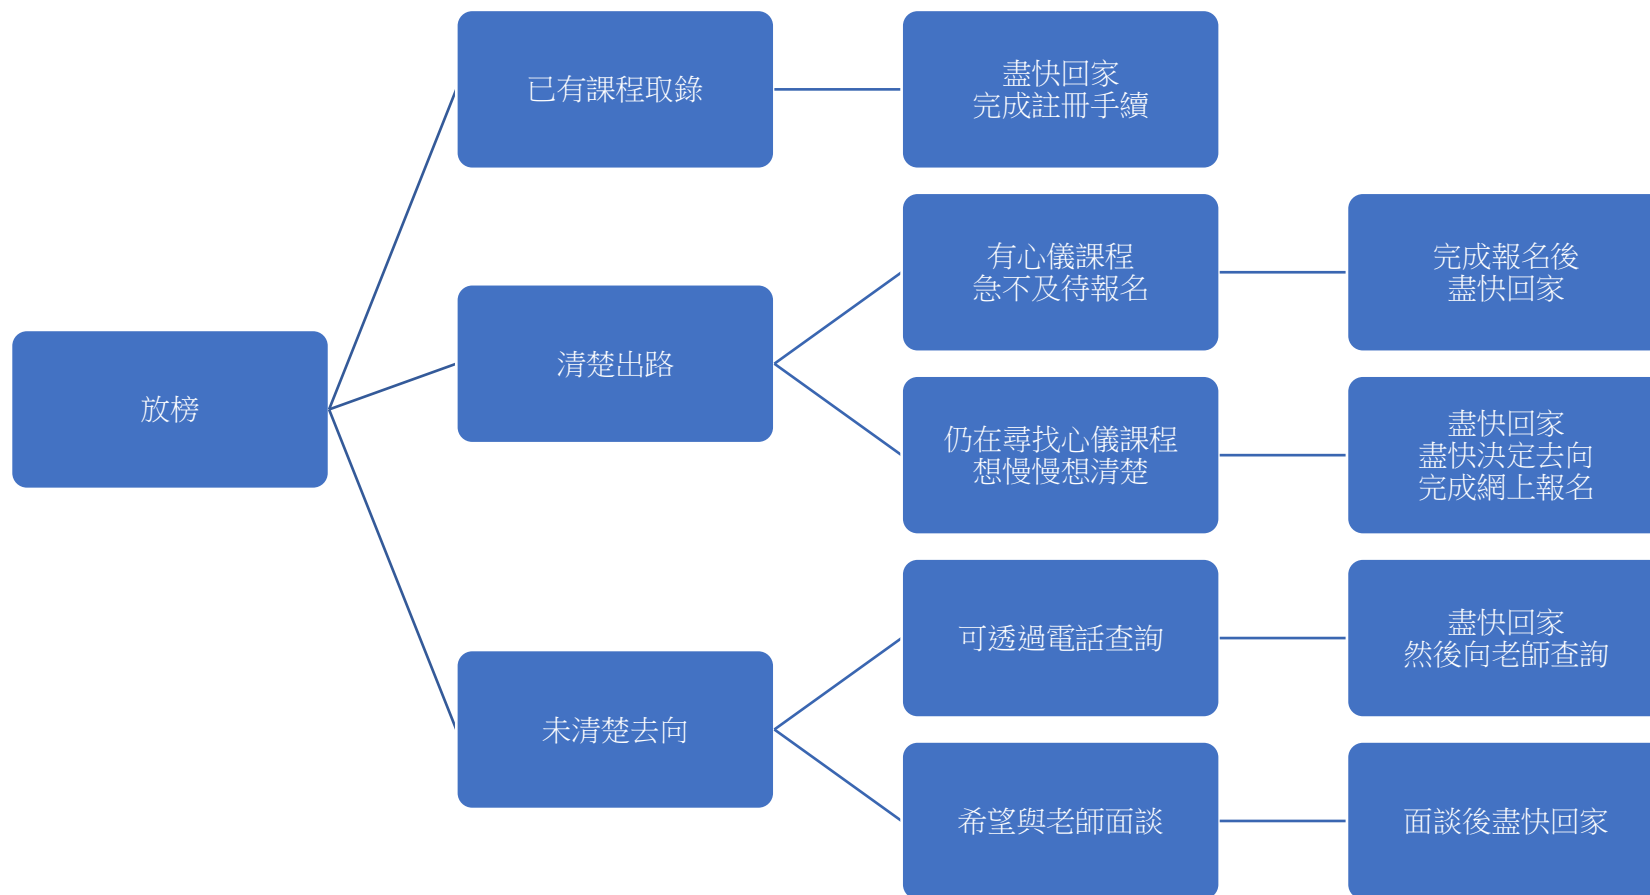 放榜
已有課程取錄
盡快回家
完成註冊手續
清楚出路
有心儀課程
急不及待報名
完成報名後
盡快回家
仍在尋找心儀課程
想慢慢想清楚
盡快回家
盡快決定去向
完成網上報名
未清楚去向
可透過電話查詢
盡快回家
然後向老師查詢
希望與老師面談
面談後盡快回家